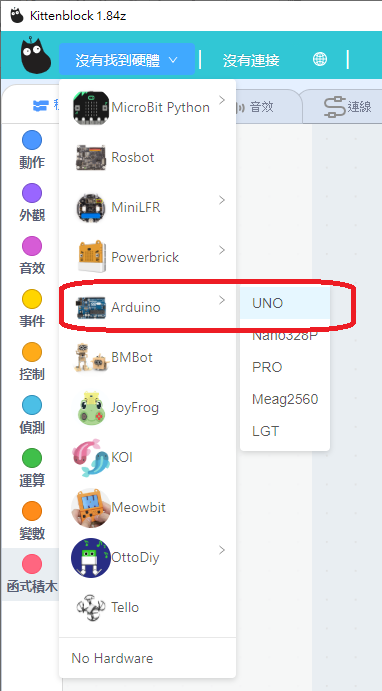 Kittenblock 1.84z
沒有找到硬體
沒有連接
音效
連線
動作
外觀
音效
事件
控制
偵測
運算
變數
函式積木
MicroBit Python
Rosbot
MiniLFR
Powerbrick
Arduino
BMBot
JoyFrog
KOI
Meowbit
OttoDiy
Tello
No Hardware
UNO
Nano328P
PRO
Meag2560
LGT